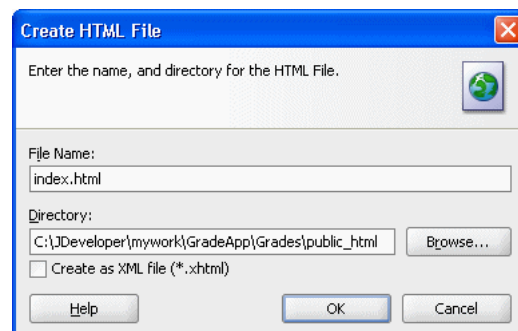 Create HTML File
Enter the name, and directory for the HTML File.
File Name:
index.html
Directory:
C:\JDeveloper\mywork\GradeApp\Grades\public_html
Browse...
Create as XML file (*.xhtml)
Help
OK
Cancel